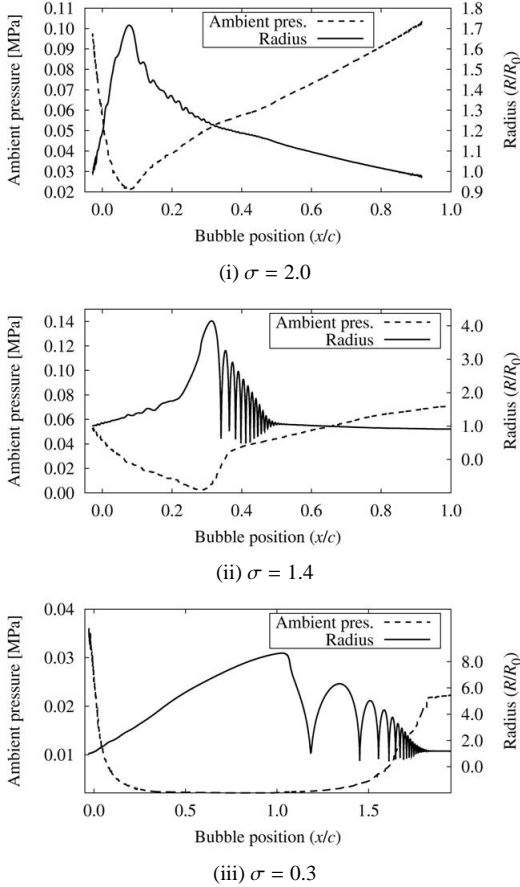 Ambient pressure [MPa]
0.11
0.10
0.09
0.08
0.07
0.06
0.05
0.04
0.03
0.02
Ambient pres.
Radius
1.8
1.7
1.6
1.5
1.4
1.3
1.2
1.1
1.0
0.9
Radius (R/R0)
0.0 0.2 0.4 0.6 0.8 1.0
Bubble position (x/c)
(i) σ = 2.0
Ambient pressure [MPa]
0.14
0.12
0.10
0.08
0.06
0.04
0.02
0.00
Ambient pres.
Radius
4.0
3.0
2.0
1.0
0.0
Radius (R/R0)
0.0 0.2 0.4 0.6 0.8 1.0
Bubble position (x/c)
(ii) σ = 1.4
Ambient pressure [MPa]
0.04
0.03
0.02
0.01
Ambient pres.
Radius
8.0
6.0
4.0
2.0
0.0
Radius (R/R0)
0.0 0.5 1.0 1.5
Bubble position (x/c)
(iii) σ = 0.3